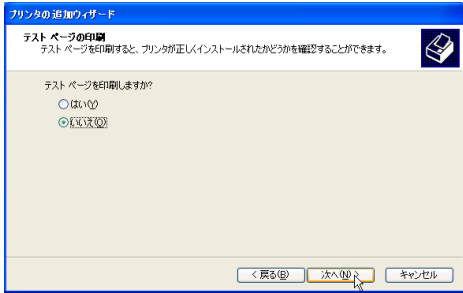 プリンタの追加ウィザード
テスト ページの印刷
テスト ページを印刷すると、プリンタが正しくインストールされたかどうかを確認することができます。
テスト ページを印刷しますか?
はい(Y)
いいえ(O)
< 戻る(B)
次へ(N) >
キャンセル